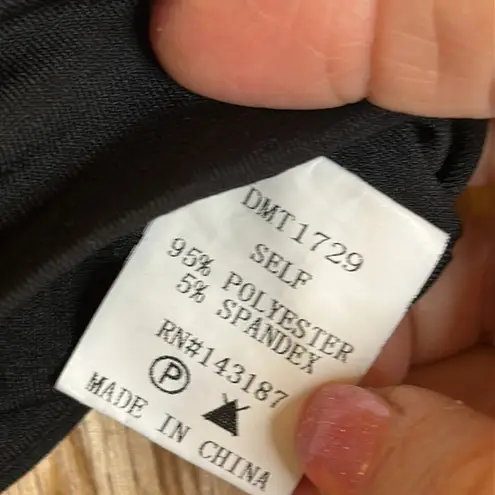 DMT1729
SELF
95% POLYESTER
5% SPANDEX
RN#143187
P
MADE IN CHINA